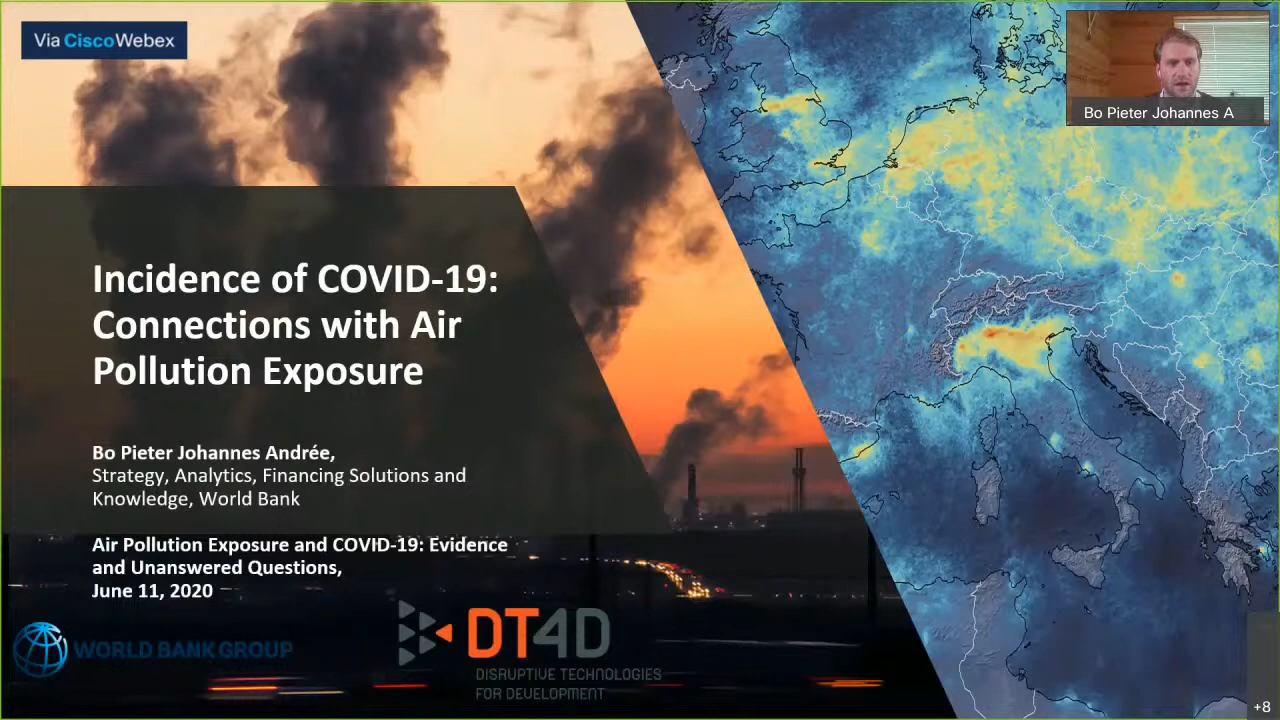 Via CiscoWebex
Bo Pieter Johannes A
Incidence of COVID-19:
Connections with Air
Pollution Exposure
Bo Pieter Johannes Andrée,
Strategy, Analytics, Financing Solutions and
Knowledge, World Bank
Air Pollution Exposure and COVID-19: Evidence
and Unanswered Questions,
June 11, 2020
WORLD BANK GROUP
DT4D
DISRUPTIVE TECHNOLOGIES
FOR DEVELOPMENT
+8